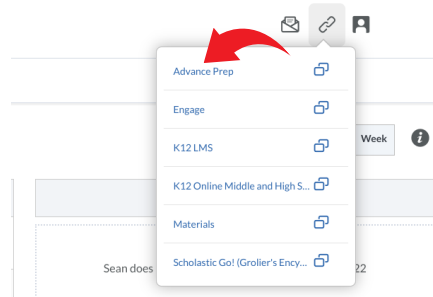 Advance Prep
Engage
K12 LMS
Week
K12 Online Middle and High S...
Materials
Scholastic Go! (Grolier's Ency...
Sean does
22